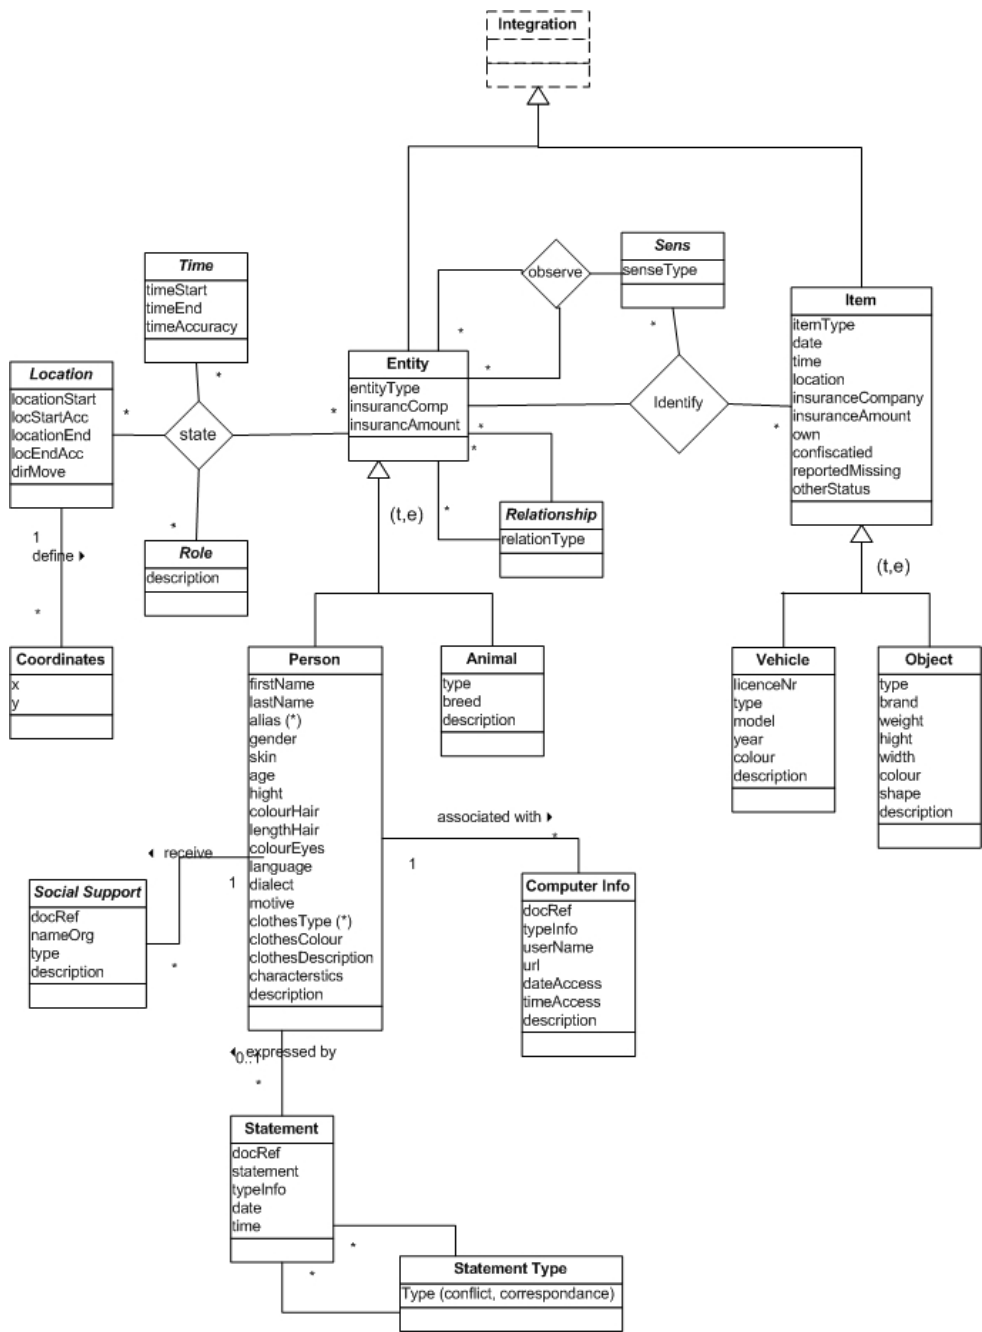 Integration
Sens
senseType
observe
Time
timeStart
timeEnd
timeAccuracy
*
Item
itemType
date
time
location
insuranceCompany
insuranceAmount
own
confiscatied
reportedMissing
otherStatus
*
*
*
Entity
entityType
insurancComp
insurancAmount
Location
locationStart
locStartAcc
locationEnd
locEndAcc
dirMove
*
*
state
Identify
*
*
*
*
(t,e)
*
Relationship
relationType
*
Role
description
1
define
*
(t,e)
Coordinates
x
y
Person
firstName
lastName
alias (*)
gender
skin
age
hight
colourHair
lengthHair
colourEyes
language
dialect
motive
clothesType (*)
clothesColour
clothesDescription
characterstics
description
Animal
type
breed
description
Vehicle
licenceNr
type
model
year
colour
description
Object
type
brand
weight
hight
width
colour
shape
description
associated with
*
1
receive
1
*
Social Support
docRef
nameOrg
type
description
Computer Info
docRef
typeInfo
userName
url
dateAccess
timeAccess
description
expressed by
0..1
*
Statement
docRef
statement
typeInfo
date
time
*
*
Statement Type
Type (conflict, correspondance)